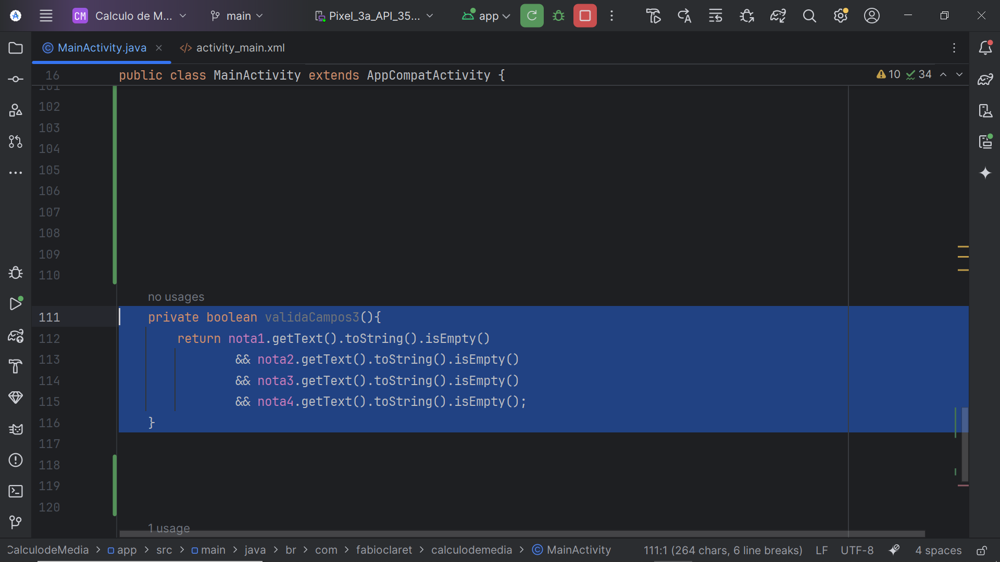 CM Calculo de M... main Pixel_3a_API_35... app
MainActivity.java activity_main.xml
16 public class MainActivity extends AppCompatActivity { 10 34
101
102
103
104
105
106
107
108
109
110
no usages
111 private boolean validaCampos3(){
112 return nota1.getText().toString().isEmpty()
113 && nota2.getText().toString().isEmpty()
114 && nota3.getText().toString().isEmpty()
115 && nota4.getText().toString().isEmpty();
116 }
117
118
119
120
1 usage
CalculodeMedia > app > src > main > java > br > com > fabioclaret > calculodemedia > MainActivity 111:1 (264 chars, 6 line breaks) LF UTF-8 4 spaces